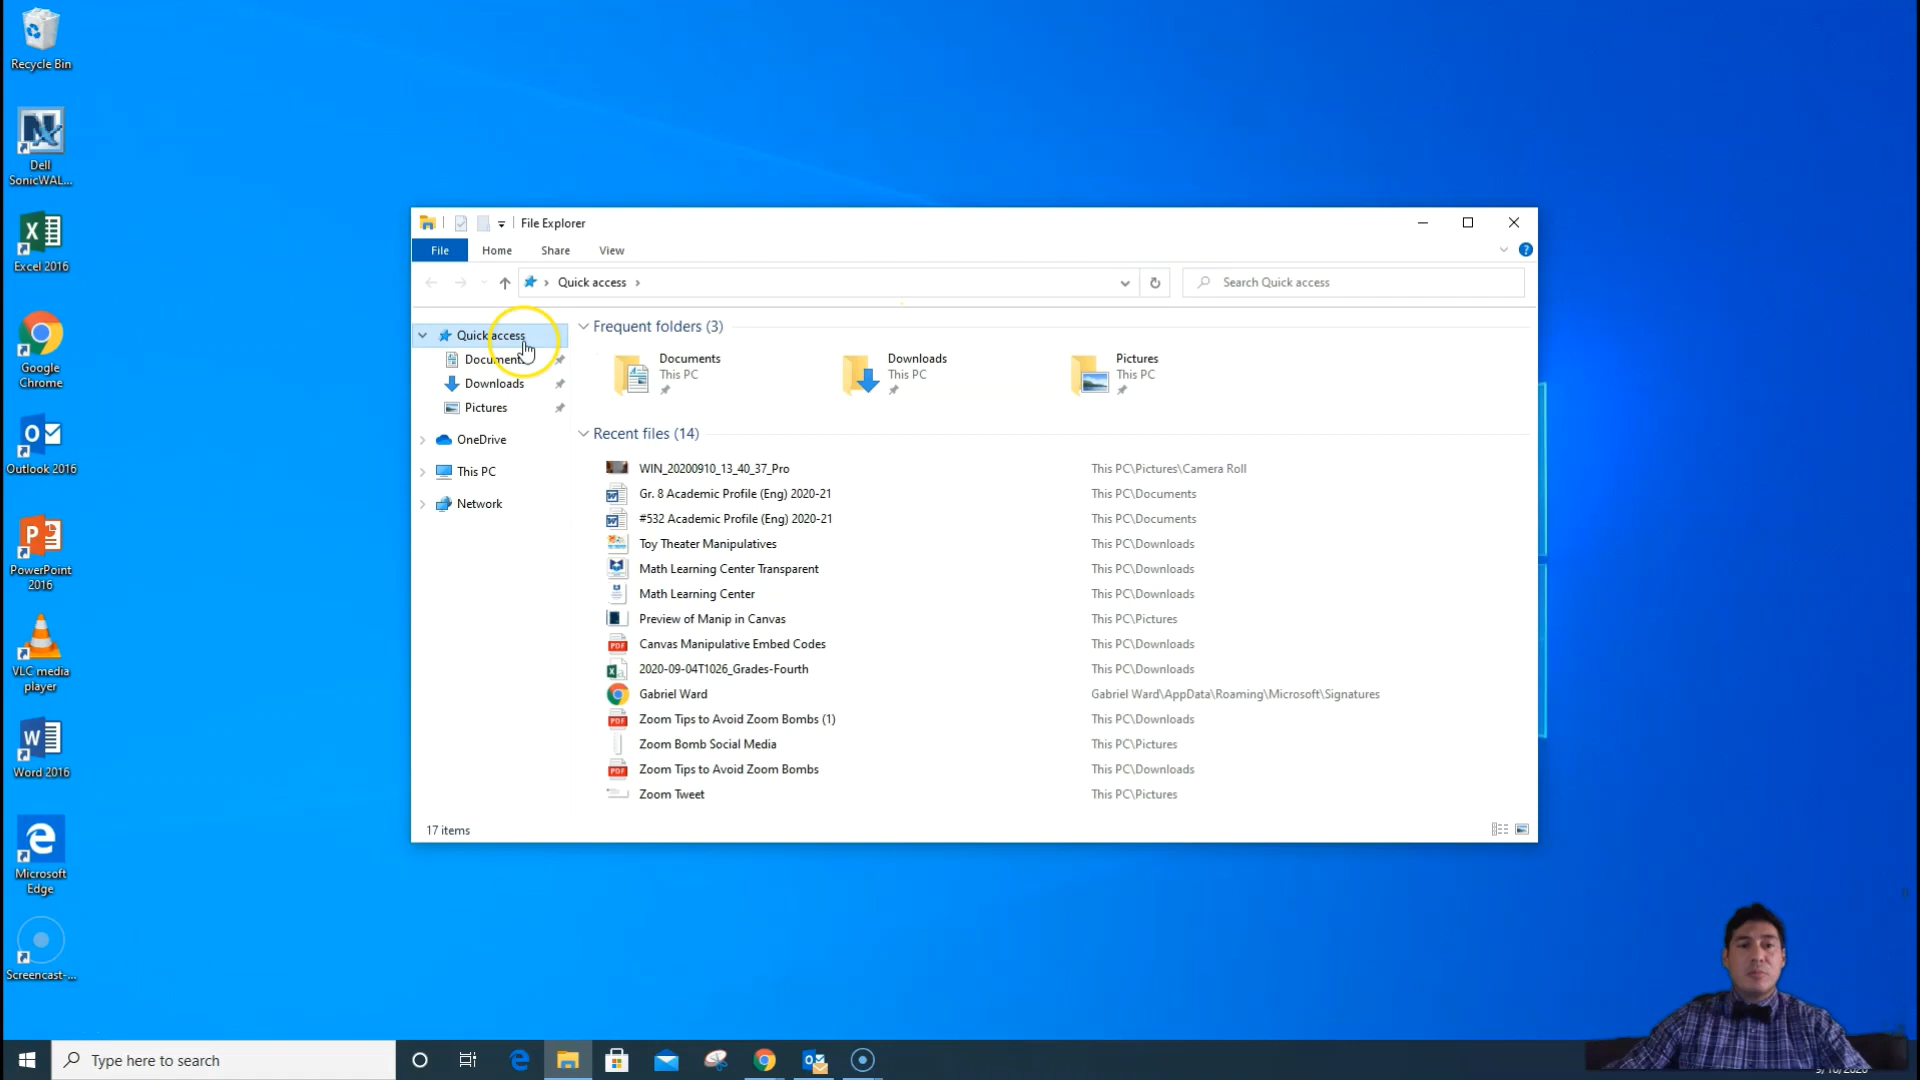 Recycle Bin
Dell
SonicWAL...
Excel 2016
Google
Chrome
Outlook 2016
PowerPoint
2016
VLC media
player
Word 2016
Microsoft
Edge
Screencast-...
File Explorer
File Home Share View
Quick access
Search Quick access
Quick access
Documents
Downloads
Pictures
OneDrive
This PC
Network
Frequent folders (3)
Documents
This PC
Downloads
This PC
Pictures
This PC
Recent files (14)
WIN_20200910_13_40_37_Pro This PC\Pictures\Camera Roll
Gr. 8 Academic Profile (Eng) 2020-21 This PC\Documents
#532 Academic Profile (Eng) 2020-21 This PC\Documents
Toy Theater Manipulatives This PC\Downloads
Math Learning Center Transparent This PC\Downloads
Math Learning Center This PC\Downloads
Preview of Manip in Canvas This PC\Pictures
Canvas Manipulative Embed Codes This PC\Downloads
2020-09-04T1026_Grades-Fourth This PC\Downloads
Gabriel Ward Gabriel Ward\AppData\Roaming\Microsoft\Signatures
Zoom Tips to Avoid Zoom Bombs (1) This PC\Downloads
Zoom Bomb Social Media This PC\Pictures
Zoom Tips to Avoid Zoom Bombs This PC\Downloads
Zoom Tweet This PC\Pictures
17 items
Type here to search